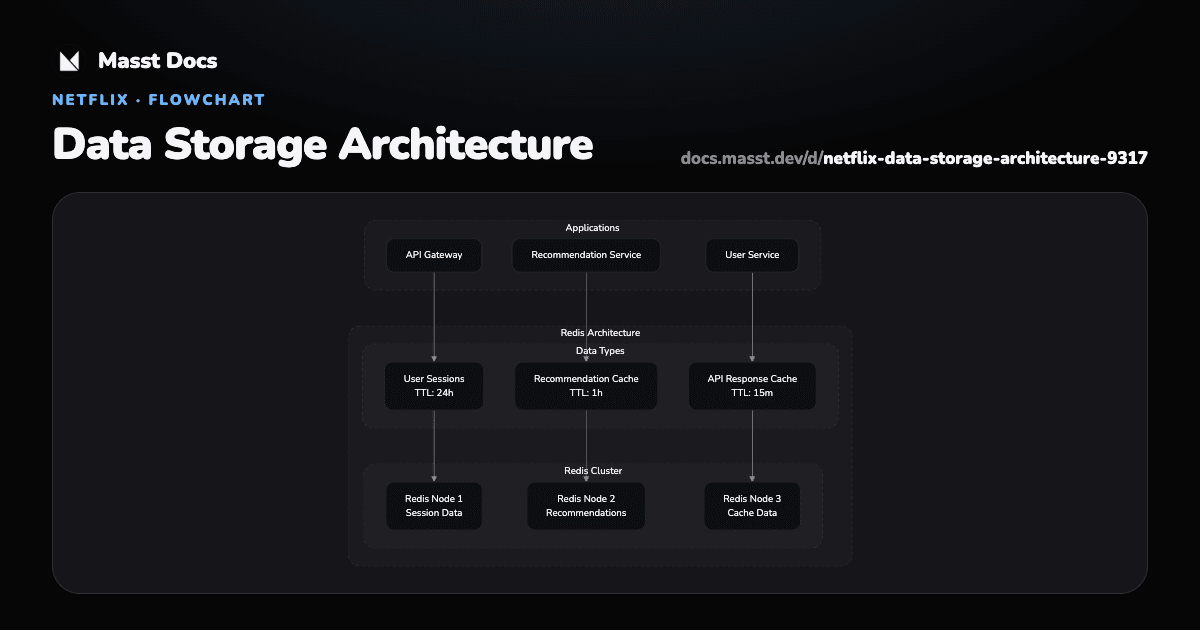 Masst Docs
NETFLIX · FLOWCHART
Data Storage Architecture
docs.masst.dev/d/netflix-data-storage-architecture-9317
Applications
API Gateway
Recommendation Service
User Service
Redis Architecture
Data Types
User Sessions
TTL: 24h
Recommendation Cache
TTL: 1h
API Response Cache
TTL: 15m
Redis Cluster
Redis Node 1
Session Data
Redis Node 2
Recommendations
Redis Node 3
Cache Data